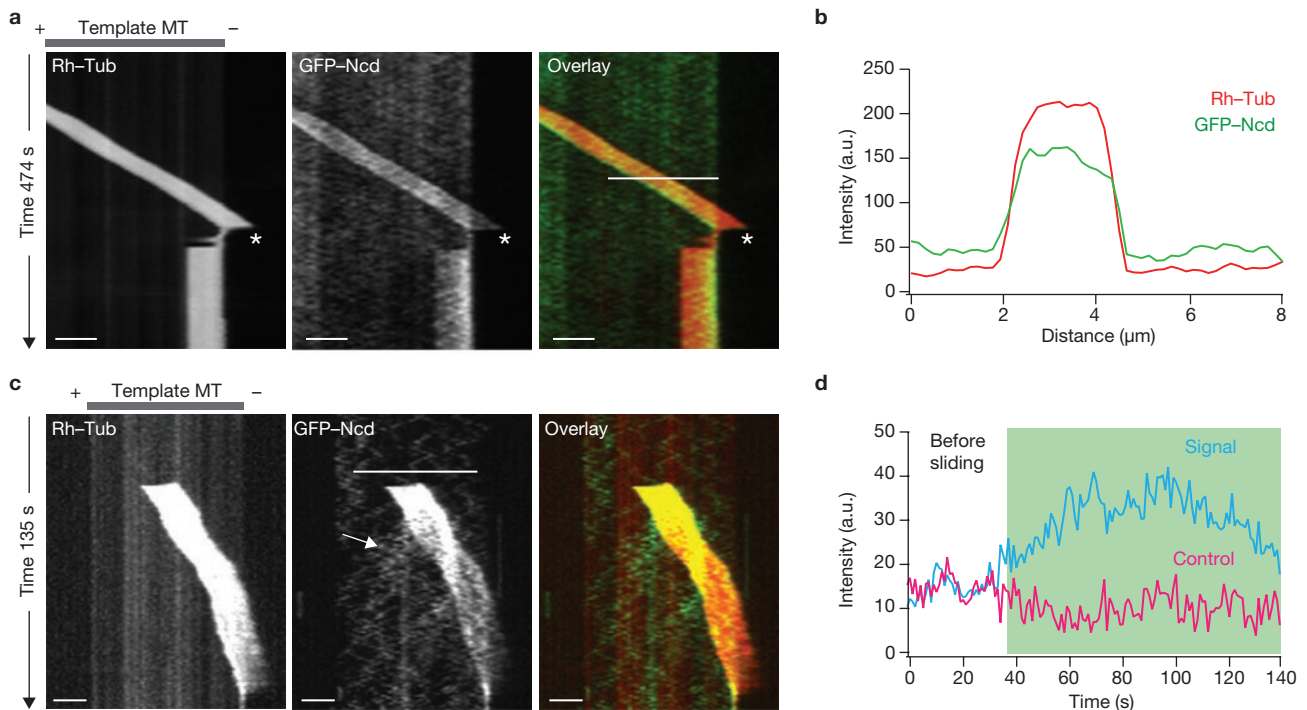 a
+ Template MT –
Time 474 s
Rh–Tub
GFP–Ncd
Overlay
*
*
*
b
250
200
150
100
50
0
Intensity (a.u.)
Rh–Tub
GFP–Ncd
0 2 4 6 8
Distance (µm)
c
+ Template MT –
Time 135 s
Rh–Tub
GFP–Ncd
Overlay
d
50
40
30
20
10
0
Intensity (a.u.)
Before
sliding
Signal
Control
0 20 40 60 80 100 120 140
Time (s)